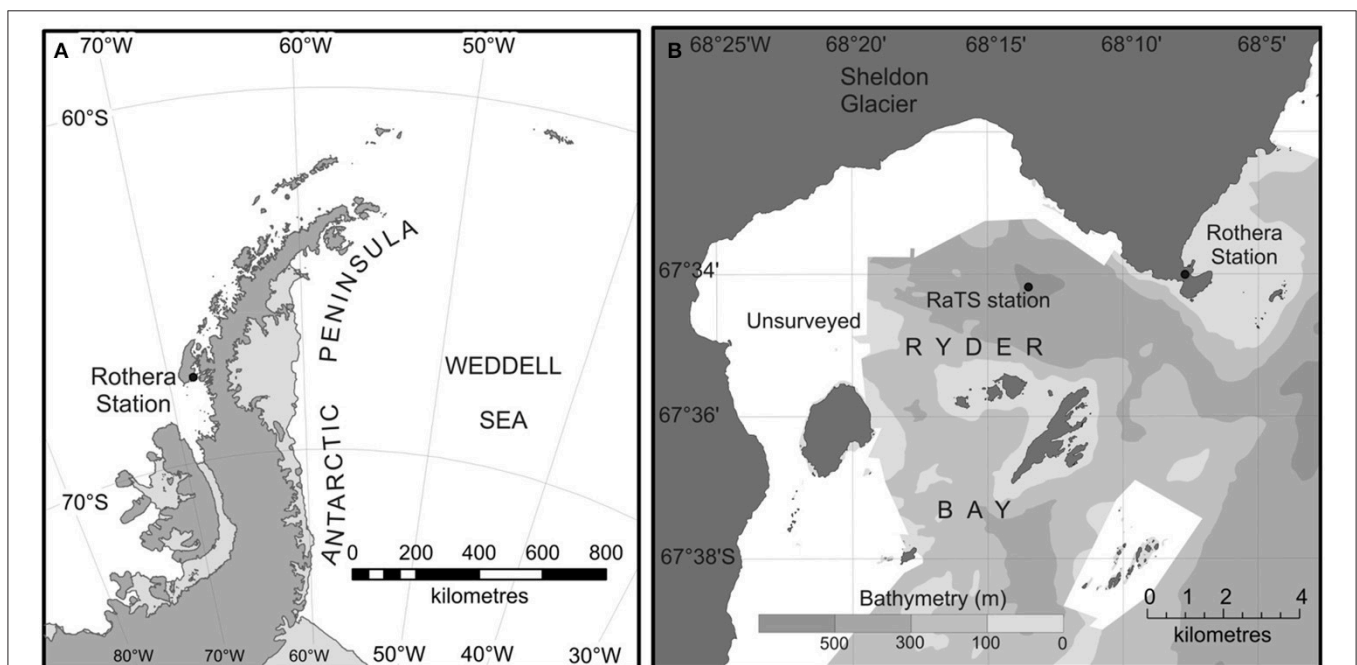 70°W 60°W 50°W
A
60°S
ANTARCTIC PENINSULA
WEDDELL
SEA
Rothera
Station
70°S
0 200 400 600 800
kilometres
80°W 70°W 60°W 50°W 40°W 30°W
B
68°25'W 68°20' 68°15' 68°10' 68°5'
Sheldon
Glacier
Rothera
Station
67°34'
RaTS station
Unsurveyed
RYDER
67°36'
BAY
67°38'S
Bathymetry (m)
500 300 100 0
0 1 2 4
kilometres